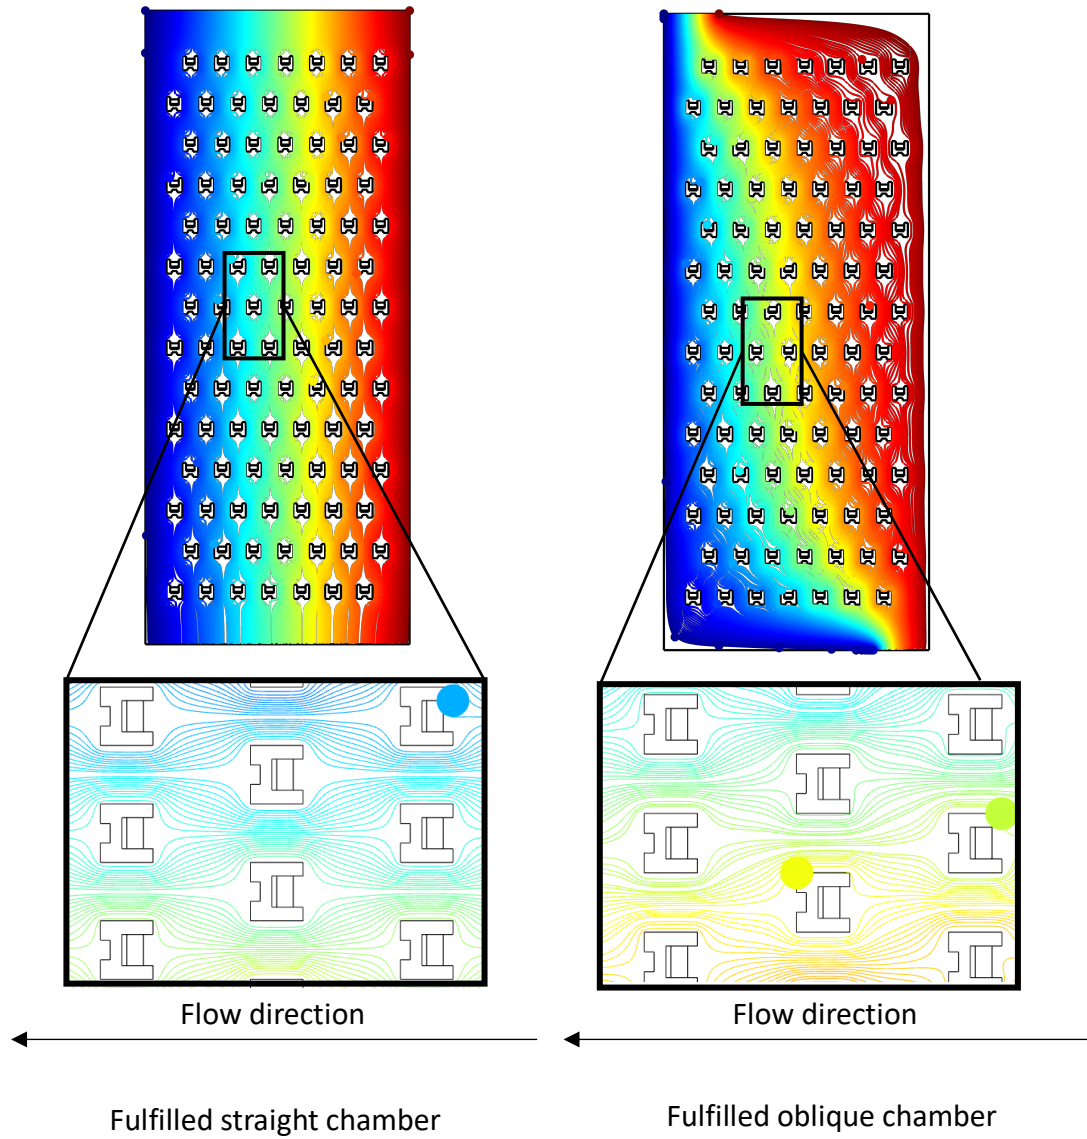 Flow direction
Flow direction
Fulfilled straight chamber
Fulfilled oblique chamber